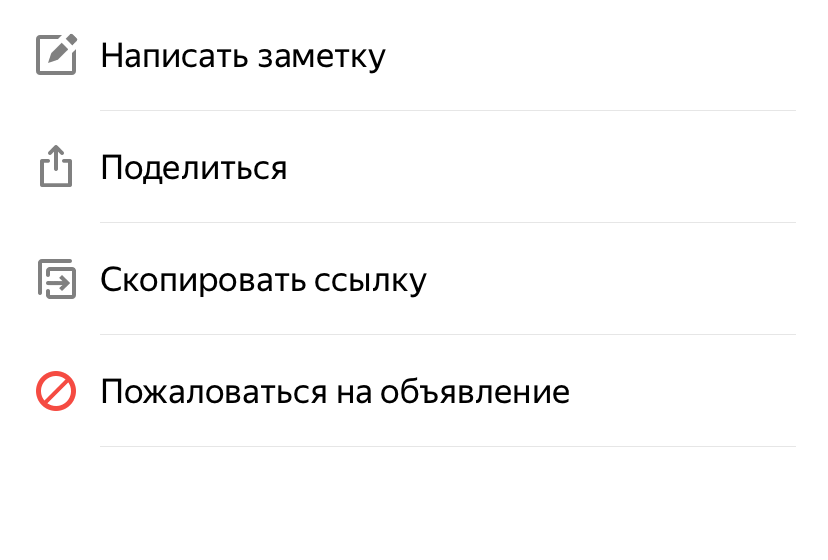 Написать заметку
Поделиться
Скопировать ссылку
Пожаловаться на объявление